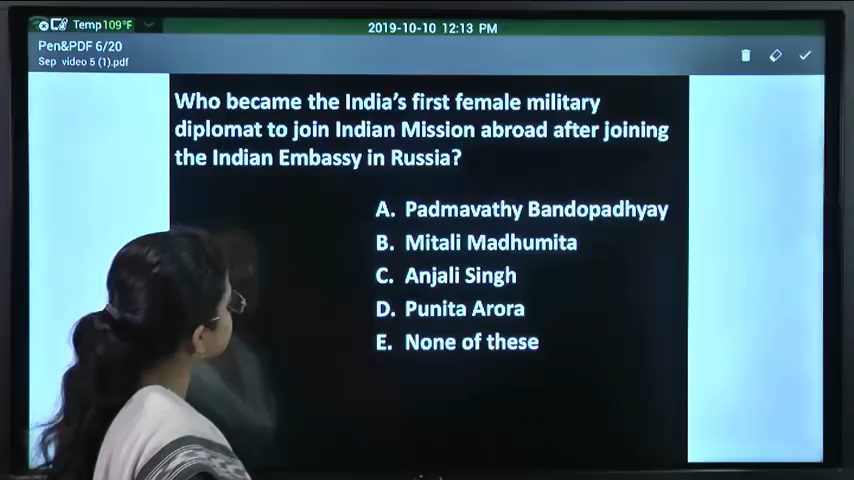 Temp 109°F
2019-10-10 12:13 PM
Pen&PDF 6/20
Sep video 5 (1).pdf
Who became the India's first female military
diplomat to join Indian Mission abroad after joining
the Indian Embassy in Russia?
A. Padmavathy Bandopadhyay
B. Mitali Madhumita
C. Anjali Singh
D. Punita Arora
E. None of these